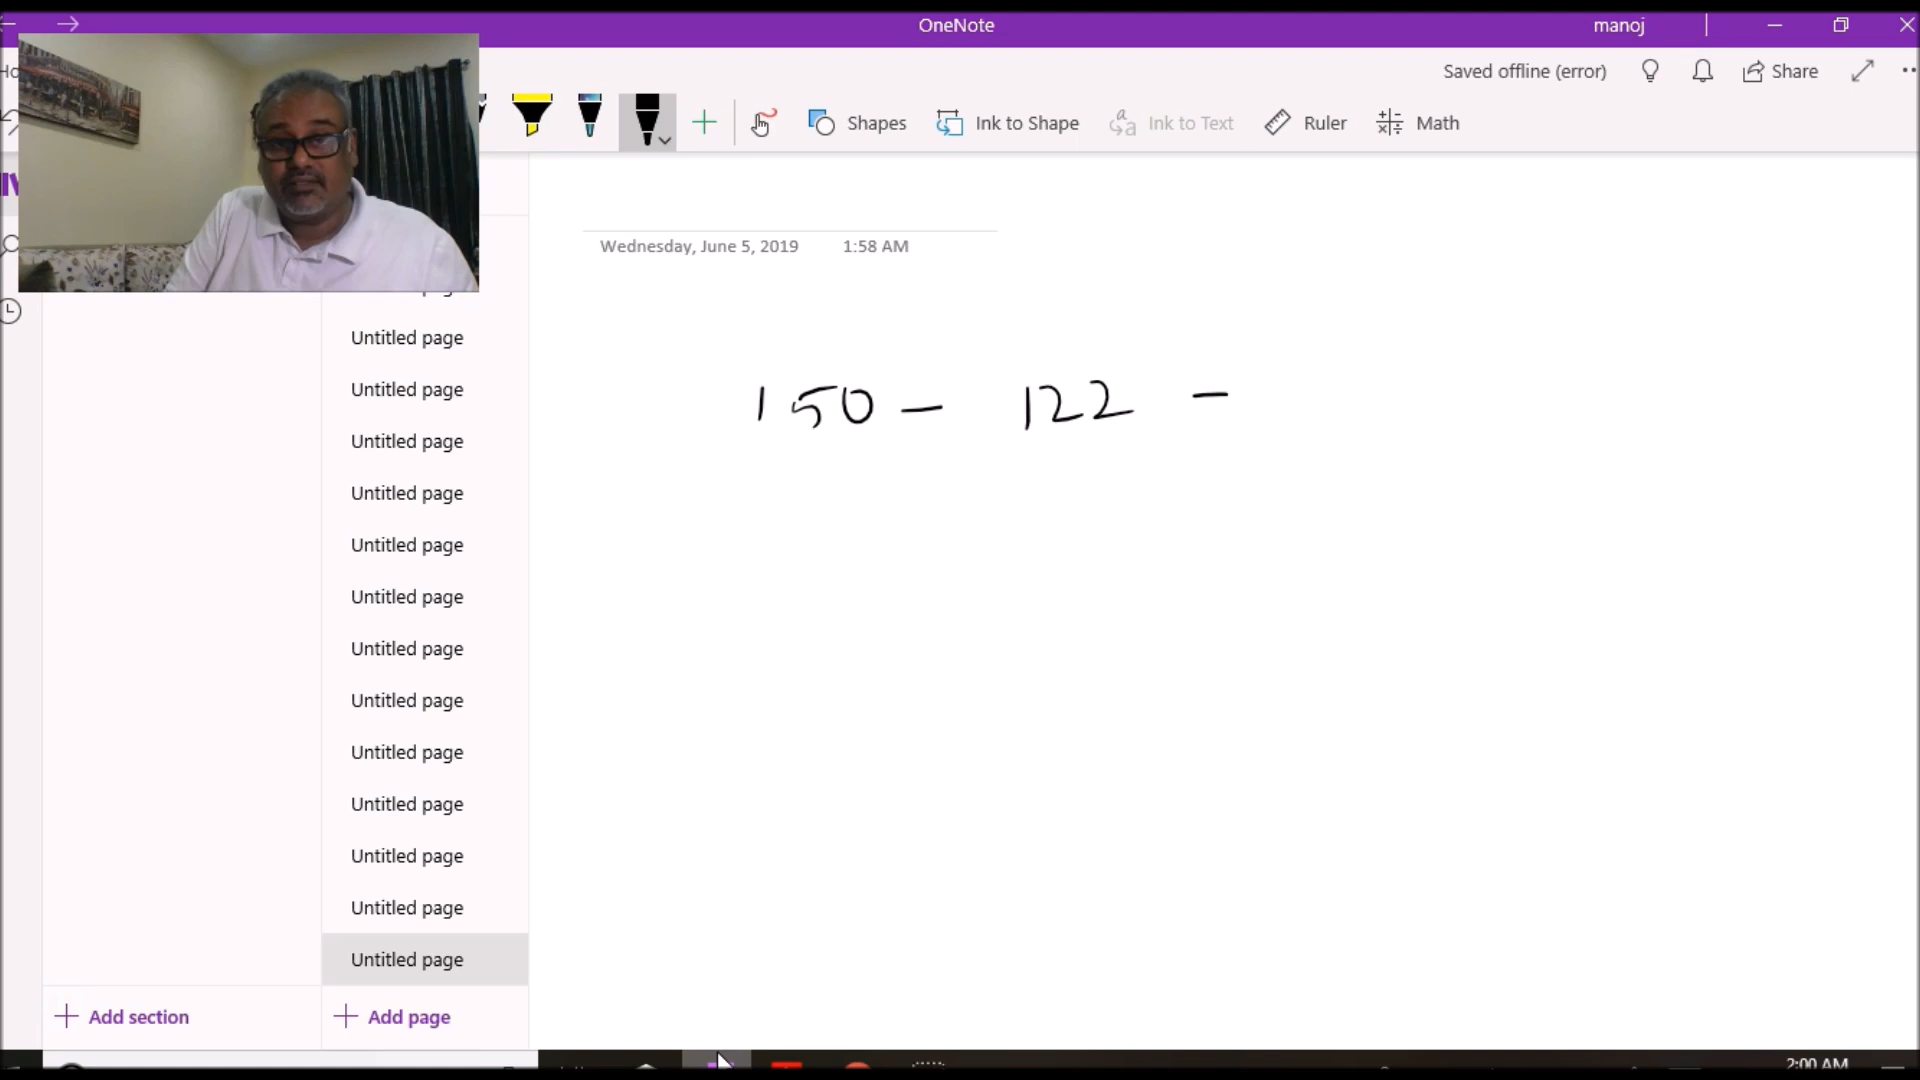 OneNote
manoj
Saved offline (error)
Share
Shapes
Ink to Shape
Ink to Text
Ruler
Math
Wednesday, June 5, 2019 1:58 AM
150 - 122 -
Untitled page
Untitled page
Untitled page
Untitled page
Untitled page
Untitled page
Untitled page
Untitled page
Untitled page
Untitled page
Untitled page
Untitled page
Untitled page
Add section
Add page
2:00 AM